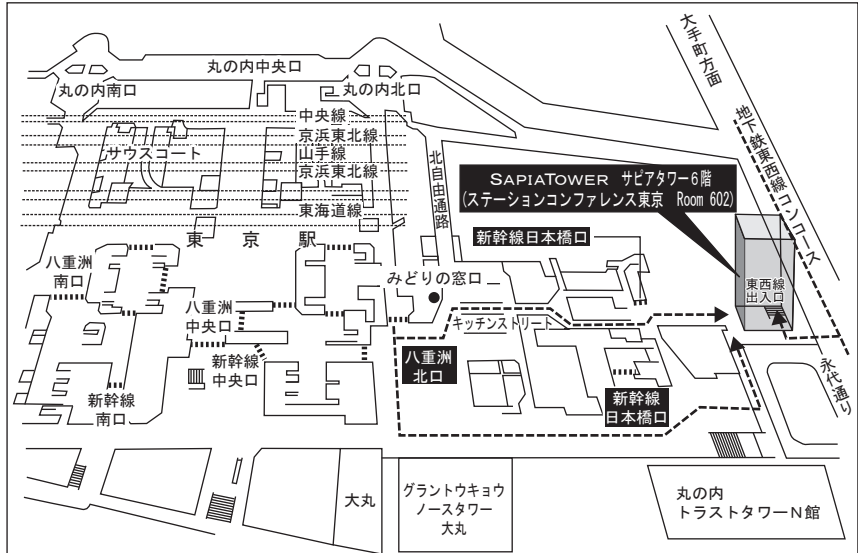 大手町方面
丸の内中央口
丸の内南口
丸の内北口
地下鉄東西線コンコース
中央線
京浜東北線
山手線
京浜東北線
東海道線
サウスコート
北自由通路
SAPIATOWER サピアタワー6階
(ステーションコンファレンス東京 Room 602)
新幹線日本橋口
東京駅
八重洲
南口
みどりの窓口
東西線
出入口
八重洲
中央口
キッチンストリート
八重洲
北口
新幹線
中央口
新幹線
南口
新幹線
日本橋口
永代通り
大丸
グラントウキョウ
ノースタワー
大丸
丸の内
トラストタワーN館